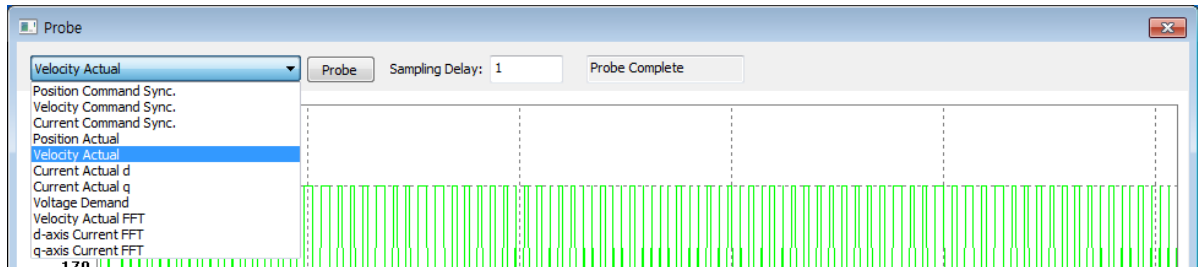 Probe
Velocity Actual Probe Sampling Delay: 1 Probe Complete
Position Command Sync.
Velocity Command Sync.
Current Command Sync.
Position Actual
Velocity Actual
Current Actual d
Current Actual q
Voltage Demand
Velocity Actual FFT
d-axis Current FFT
q-axis Current FFT
170